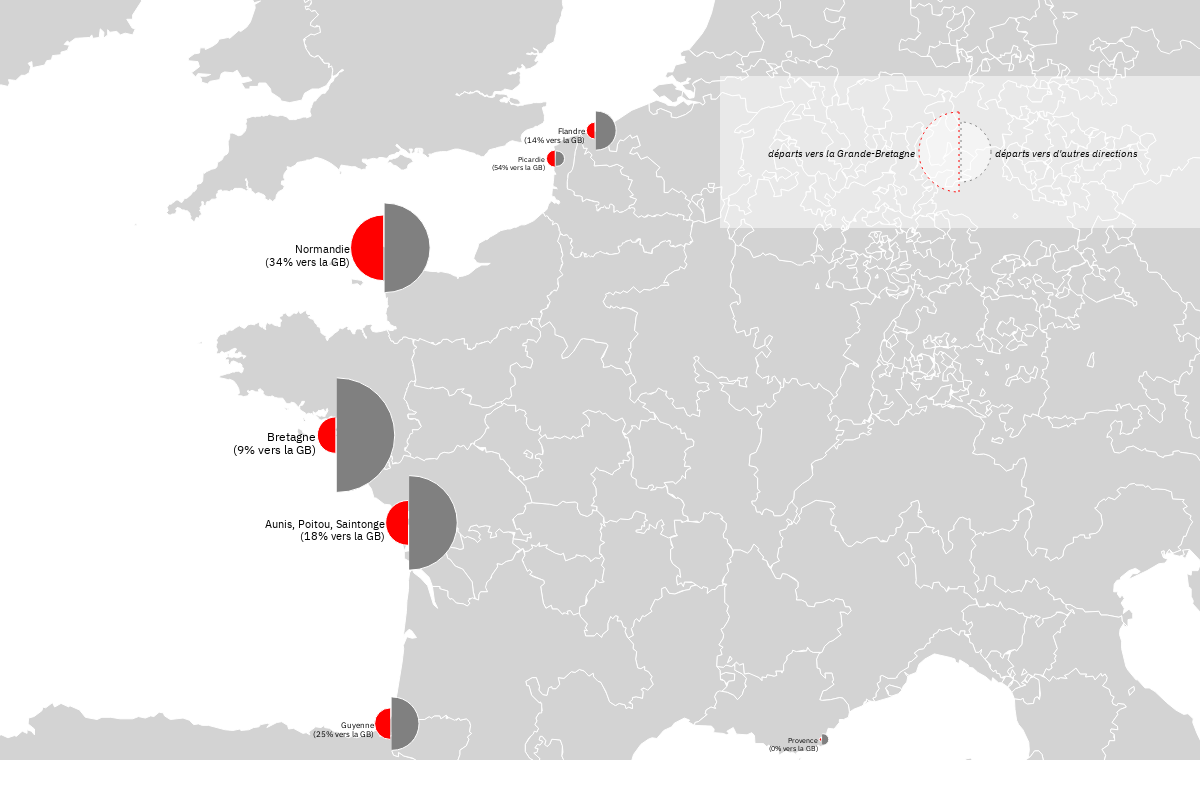 Flandre
(14% vers la GB)
Picardie
(54% vers la GB)
départs vers la Grande-Bretagne
départs vers d'autres directions
Normandie
(34% vers la GB)
Bretagne
(9% vers la GB)
Aunis, Poitou, Saintonge
(18% vers la GB)
Guyenne
(25% vers la GB)
Provence
(0% vers la GB)